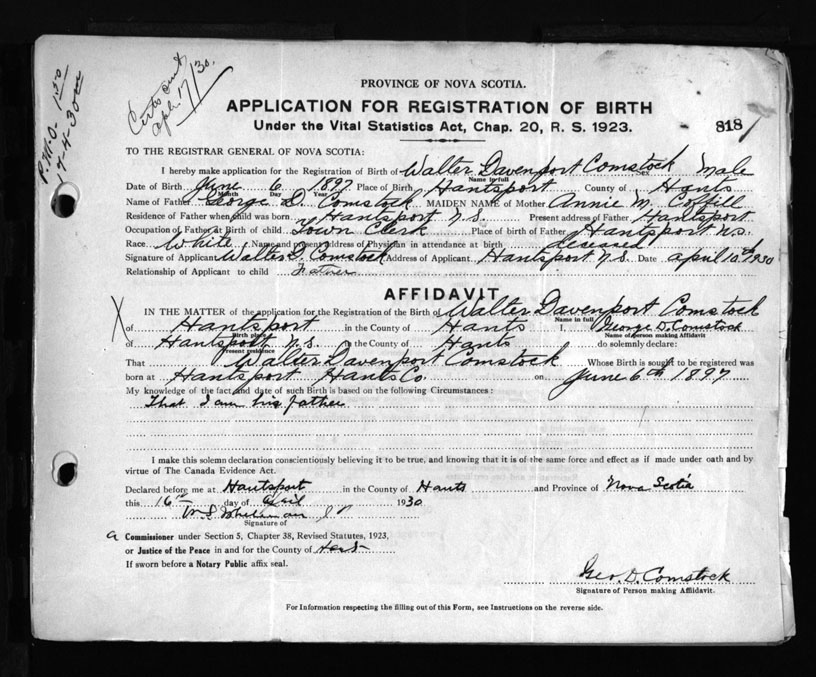 Certs out
Apl. 17/30.
P.M.O. 1 50
17-4-30
PROVINCE OF NOVA SCOTIA.
APPLICATION FOR REGISTRATION OF BIRTH
Under the Vital Statistics Act, Chap. 20, R. S. 1923.
818
TO THE REGISTRAR GENERAL OF NOVA SCOTIA:
I hereby make application for the Registration of Birth of Walter Davenport Comstock Male
Name in full
Date of Birth June 6 1897 Place of Birth Hantsport County of Hants
Month Day Year
Name of Father George D. Comstock MAIDEN NAME of Mother Annie M. Coffill
Residence of Father when child was born Hantsport N.S. Present address of Father Hantsport
Occupation of Father at Birth of child Town Clerk Place of birth of Father Hantsport N.S.
Race White Name and present address of Physician in attendance at birth deceased
Signature of Applicant Walter D. Comstock Address of Applicant Hantsport N.S. Date April 10th 1930
Relationship of Applicant to child Father
AFFIDAVIT
X
IN THE MATTER of the application for the Registration of the Birth of Walter Davenport Comstock
Name in full
of Hantsport in the County of Hants I, George D. Comstock
Birth place Name of person making Affidavit
of Hantsport N.S. in the County of Hants do solemnly declare:
present residence
That Walter Davenport Comstock Whose Birth is sought to be registered was
born at Hantsport Hants Co. on June 6th 1897
My knowledge of the fact and date of such Birth is based on the following Circumstances:
That I am his father
I make this solemn declaration conscientiously believing it to be true, and knowing that it is of the same force and effect as if made under oath and by
virtue of The Canada Evidence Act.
Declared before me at Hantsport in the County of Hants and Province of Nova Scotia
this 16th day of April 1930
Signature of
a Commissioner under Section 5, Chapter 38, Revised Statutes, 1923,
or Justice of the Peace in and for the County of Hants
If sworn before a Notary Public affix seal.
Geo. D. Comstock
Signature of Person making Affidavit.
For Information respecting the filling out of this Form, see Instructions on the reverse side.